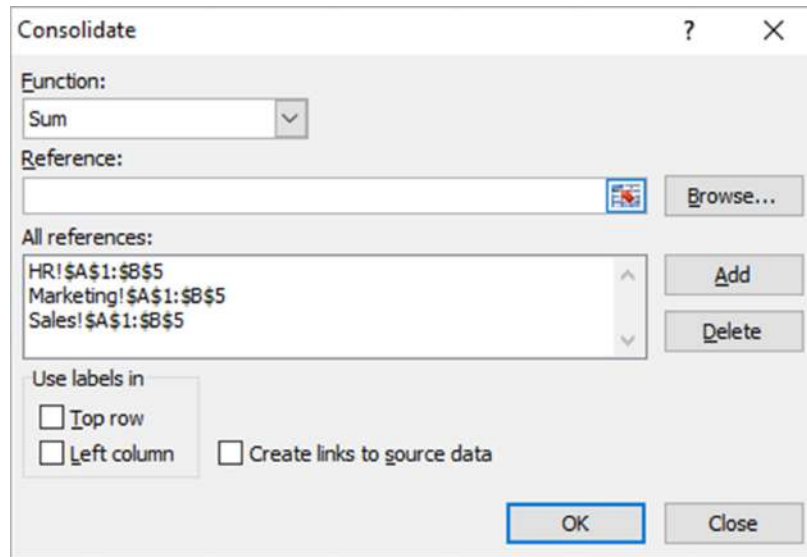 Consolidate ?
Function:
Sum
Reference:
Browse...
All references:
HR!$A$1:$B$5
Marketing!$A$1:$B$5
Sales!$A$1:$B$5
Add
Delete
Use labels in
Top row
Left column
Create links to source data
OK
Close